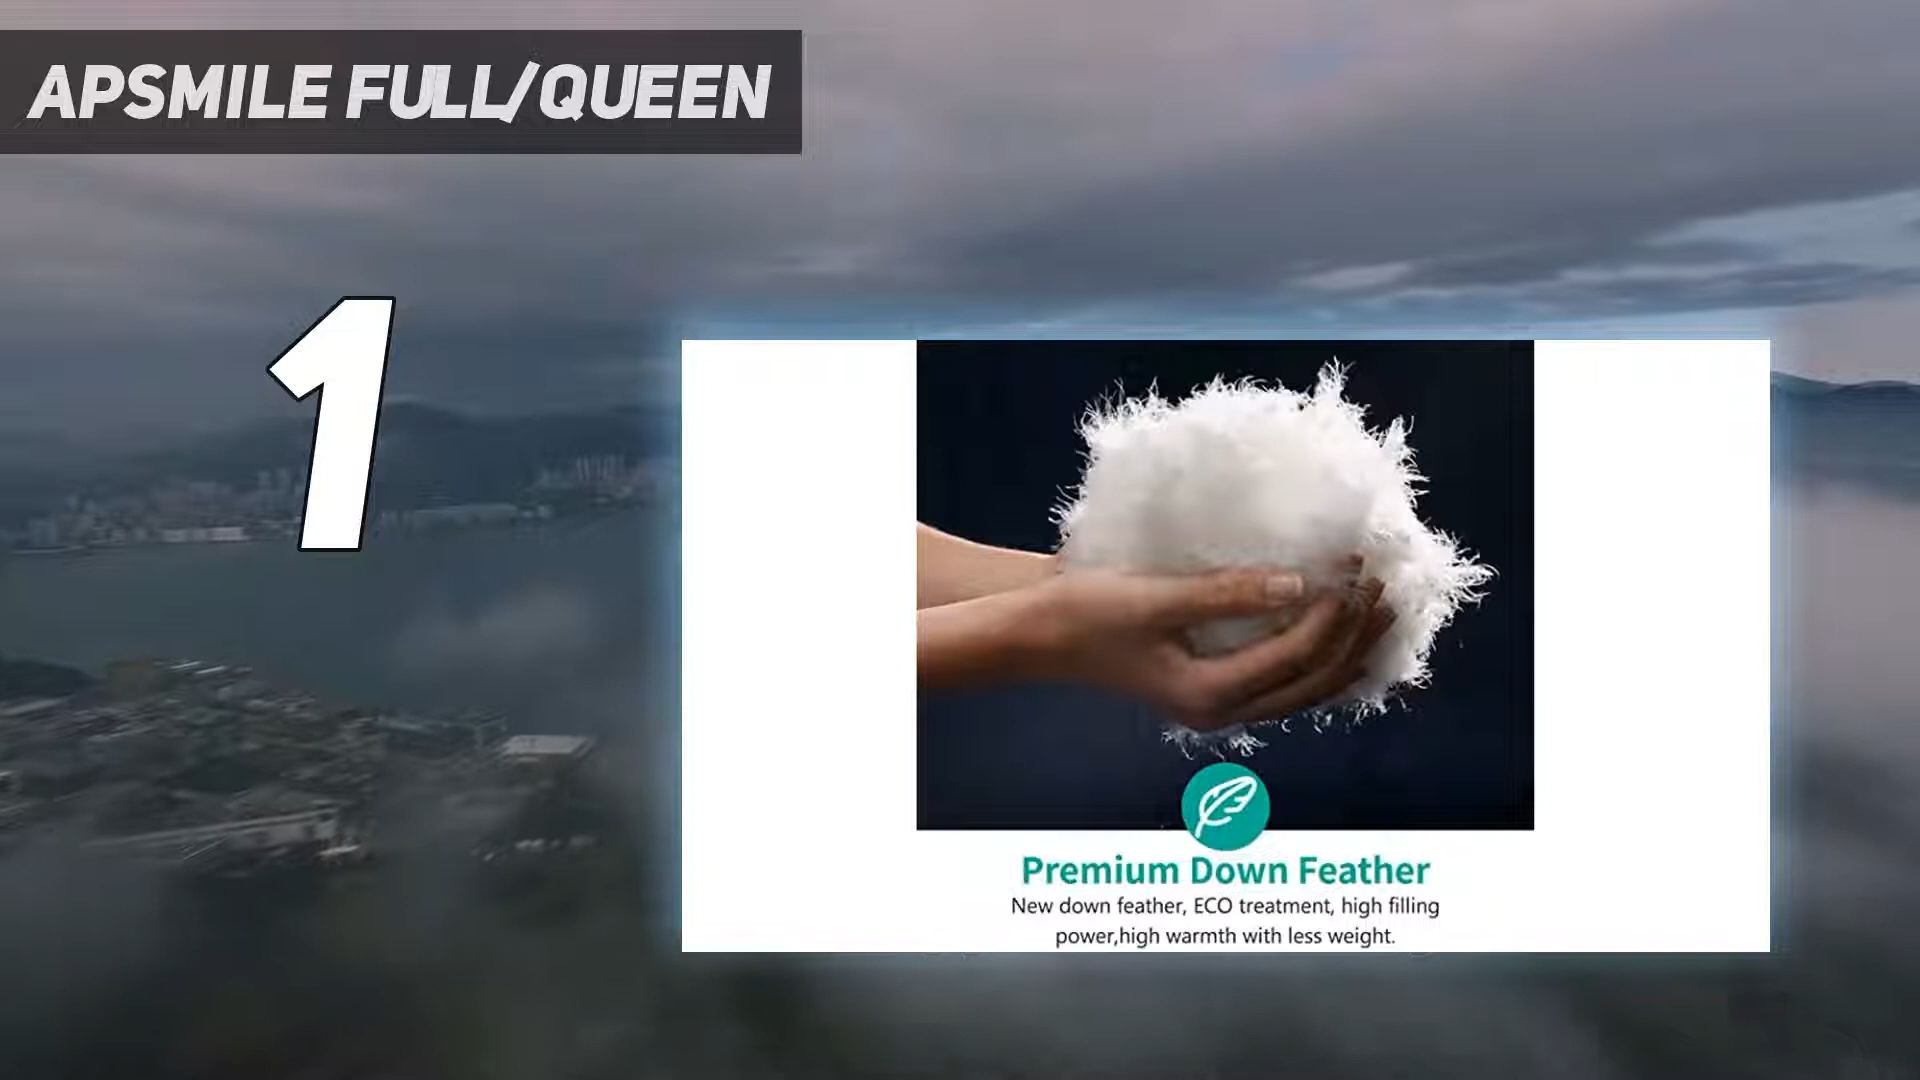 APSMILE FULL/QUEEN
1
Premium Down Feather
New down feather, ECO treatment, high filling
power,high warmth with less weight.